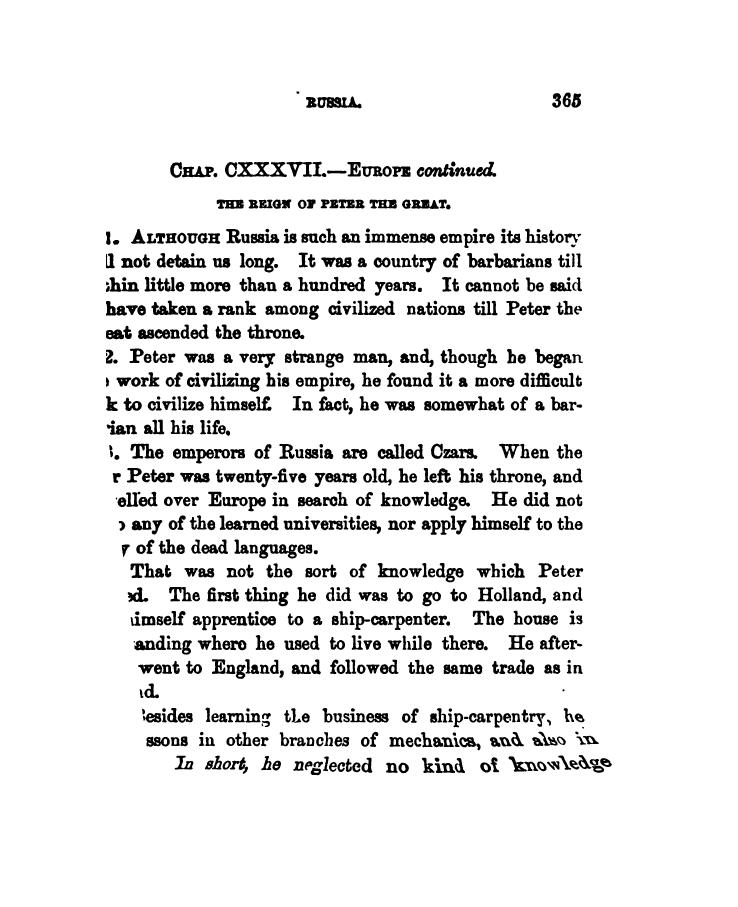 RUSSIA. 365
CHAP. CXXXVII.—EUROPE continued.
THE REIGN OF PETER THE GREAT.
1. ALTHOUGH Russia is such an immense empire its history
not detain us long. It was a country of barbarians till
hin little more than a hundred years. It cannot be said
have taken a rank among civilized nations till Peter the
eat ascended the throne.
2. Peter was a very strange man, and, though he began
work of civilizing his empire, he found it a more difficult
k to civilize himself. In fact, he was somewhat of a bar-
ian all his life.
. The emperors of Russia are called Czars. When the
r Peter was twenty-five years old, he left his throne, and
elled over Europe in search of knowledge. He did not
any of the learned universities, nor apply himself to the
of the dead languages.
That was not the sort of knowledge which Peter
d. The first thing he did was to go to Holland, and
imself apprentice to a ship-carpenter. The house is
anding where he used to live while there. He after-
went to England, and followed the same trade as in
d.
esides learning the business of ship-carpentry, he
ssons in other branches of mechanics, and also in
In short, he neglected no kind of knowledge